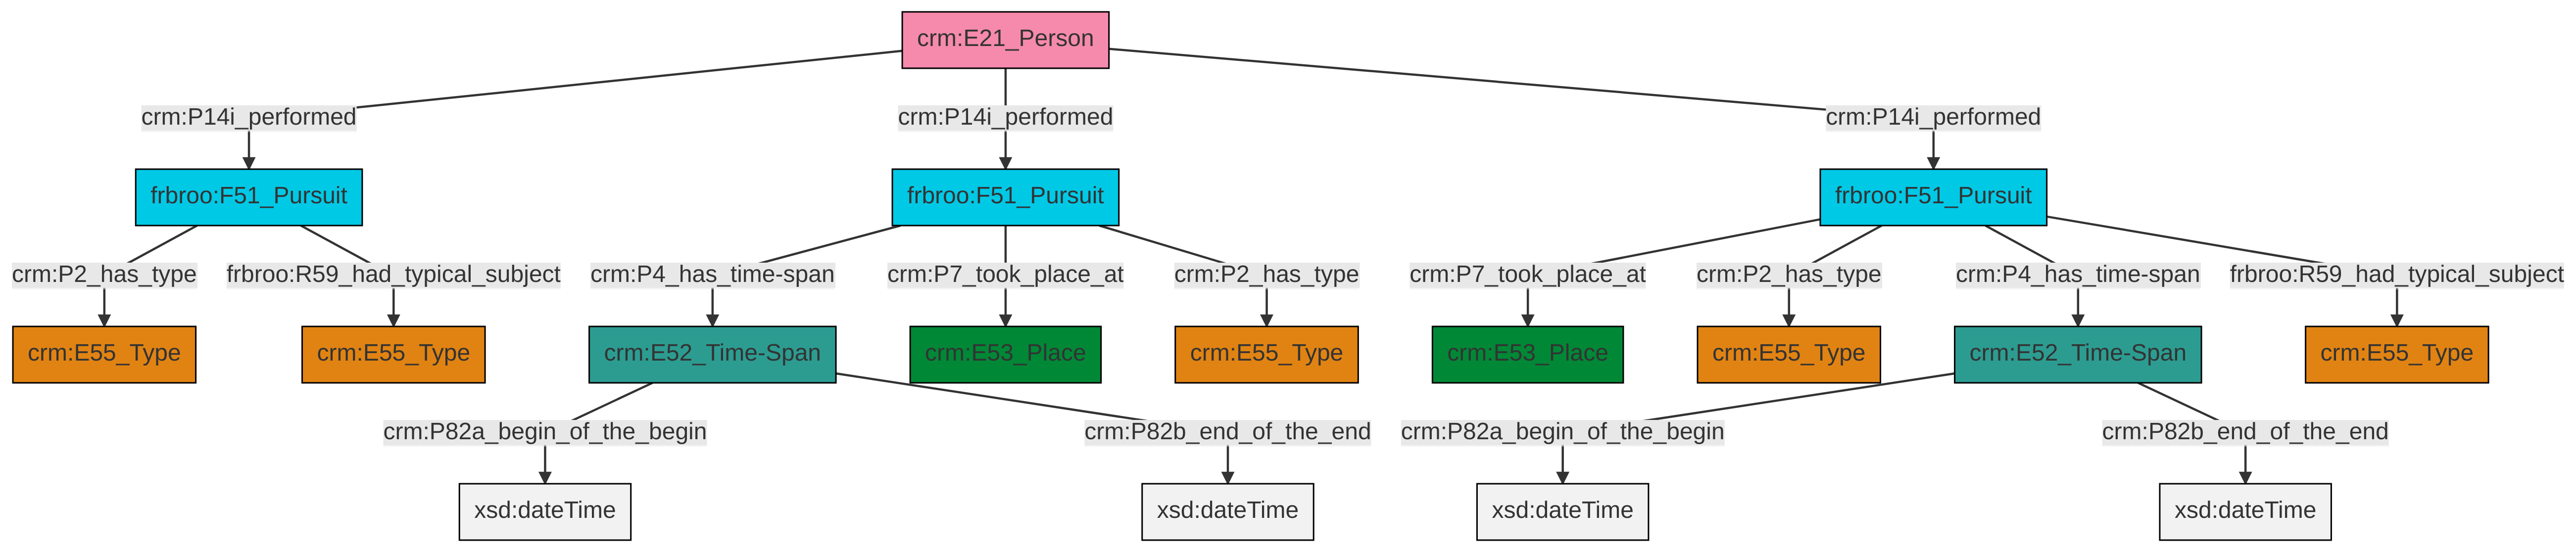 crm:E21_Person
crm:P14i_performed
crm:P14i_performed
crm:P14i_performed
frbroo:F51_Pursuit
frbroo:F51_Pursuit
frbroo:F51_Pursuit
crm:P2_has_type
frbroo:R59_had_typical_subject
crm:P4_has_time-span
crm:P7_took_place_at
crm:P2_has_type
crm:P7_took_place_at
crm:P2_has_type
crm:P4_has_time-span
frbroo:R59_had_typical_subject
crm:E55_Type
crm:E55_Type
crm:E52_Time-Span
crm:E53_Place
crm:E55_Type
crm:E53_Place
crm:E55_Type
crm:E52_Time-Span
crm:E55_Type
crm:P82a_begin_of_the_begin
crm:P82b_end_of_the_end
crm:P82a_begin_of_the_begin
crm:P82b_end_of_the_end
xsd:dateTime
xsd:dateTime
xsd:dateTime
xsd:dateTime